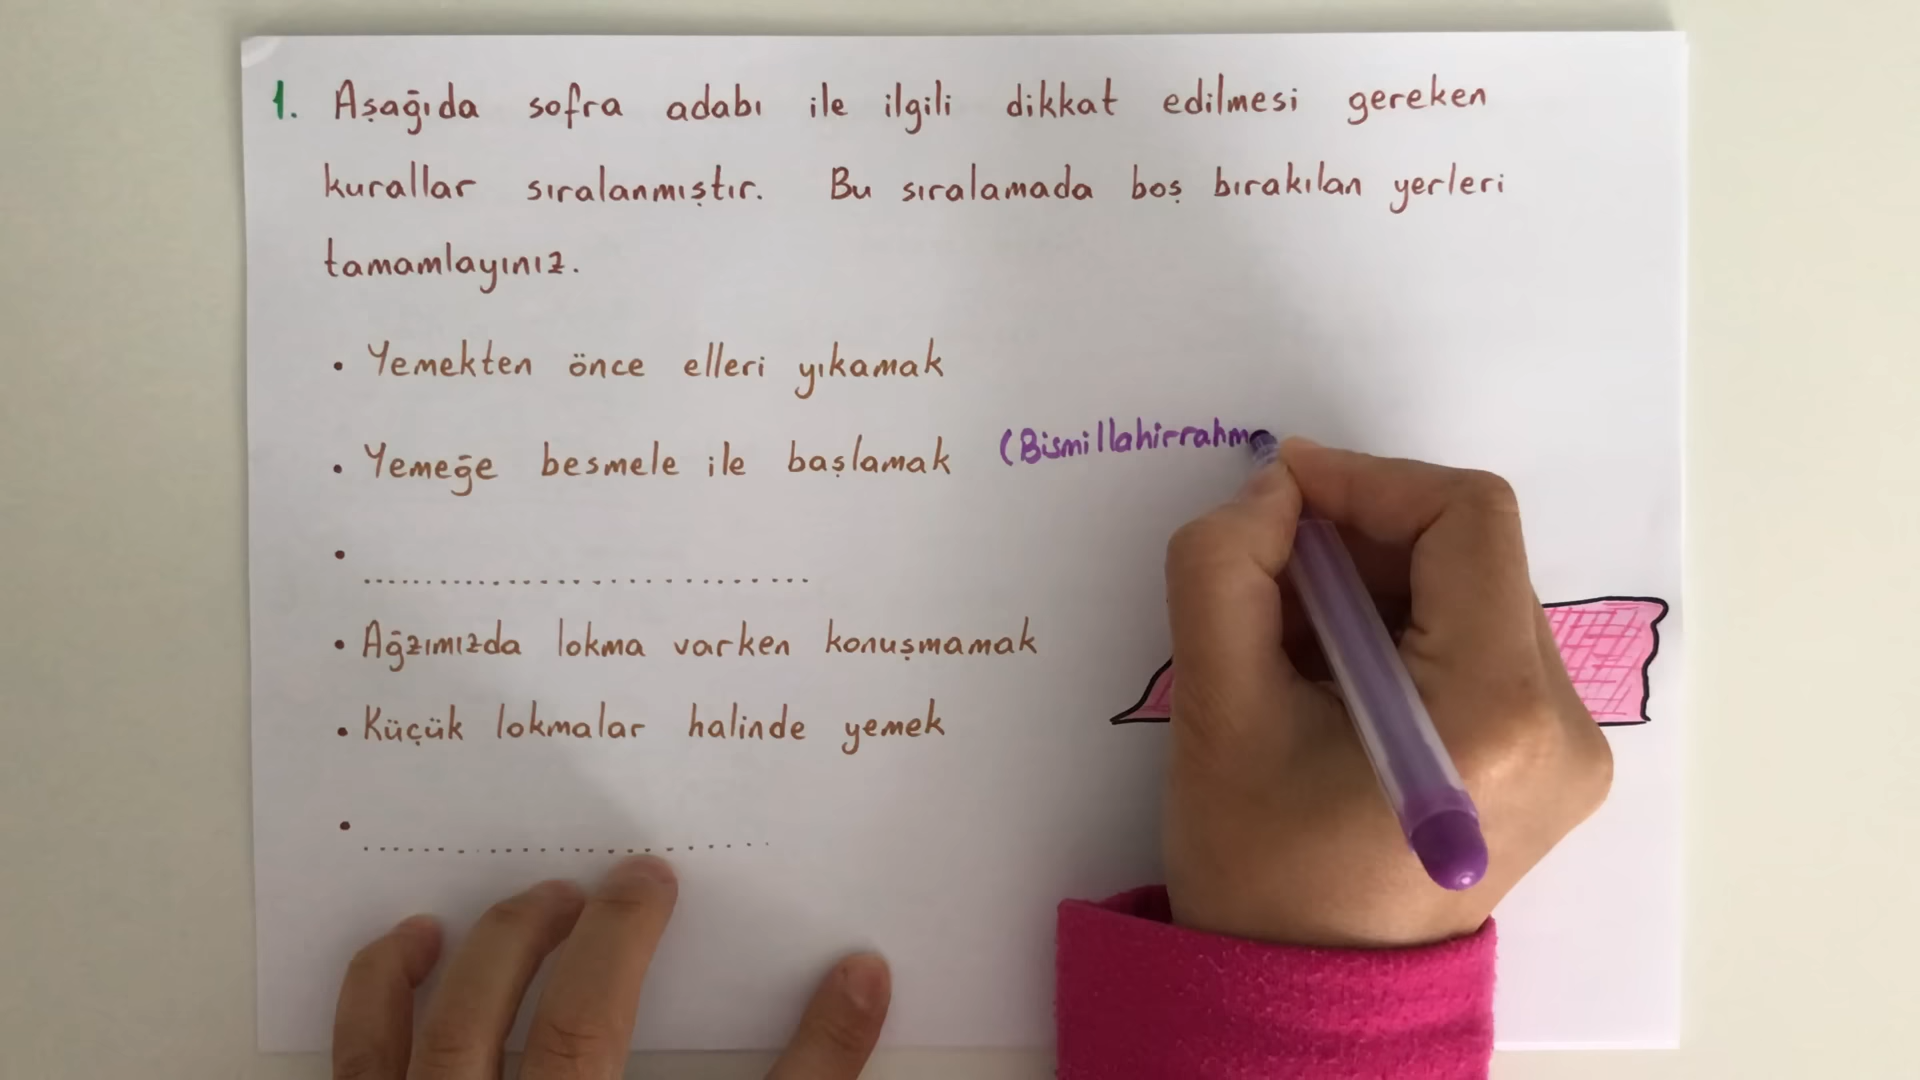 1. Aşağıda sofra adabı ile ilgili dikkat edilmesi gereken
kurallar sıralanmıştır. Bu sıralamada boş bırakılan yerleri
tamamlayınız.
• Yemekten önce elleri yıkamak
• Yemeğe besmele ile başlamak (Bismillahirrahm
• ..............................
• Ağzımızda lokma varken konuşmamak
• Küçük lokmalar halinde yemek
• ..............................